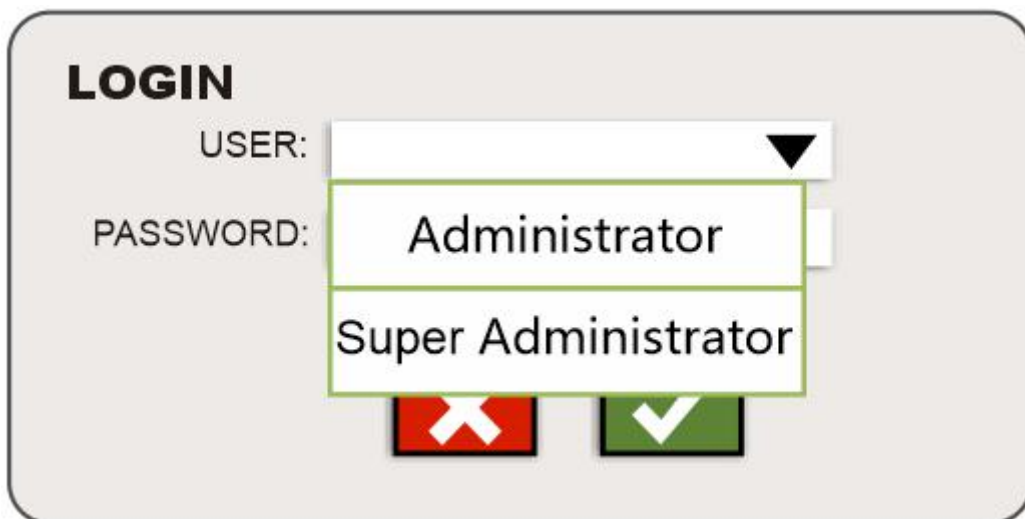 LOGIN
USER:
PASSWORD:
Administrator
Super Administrator